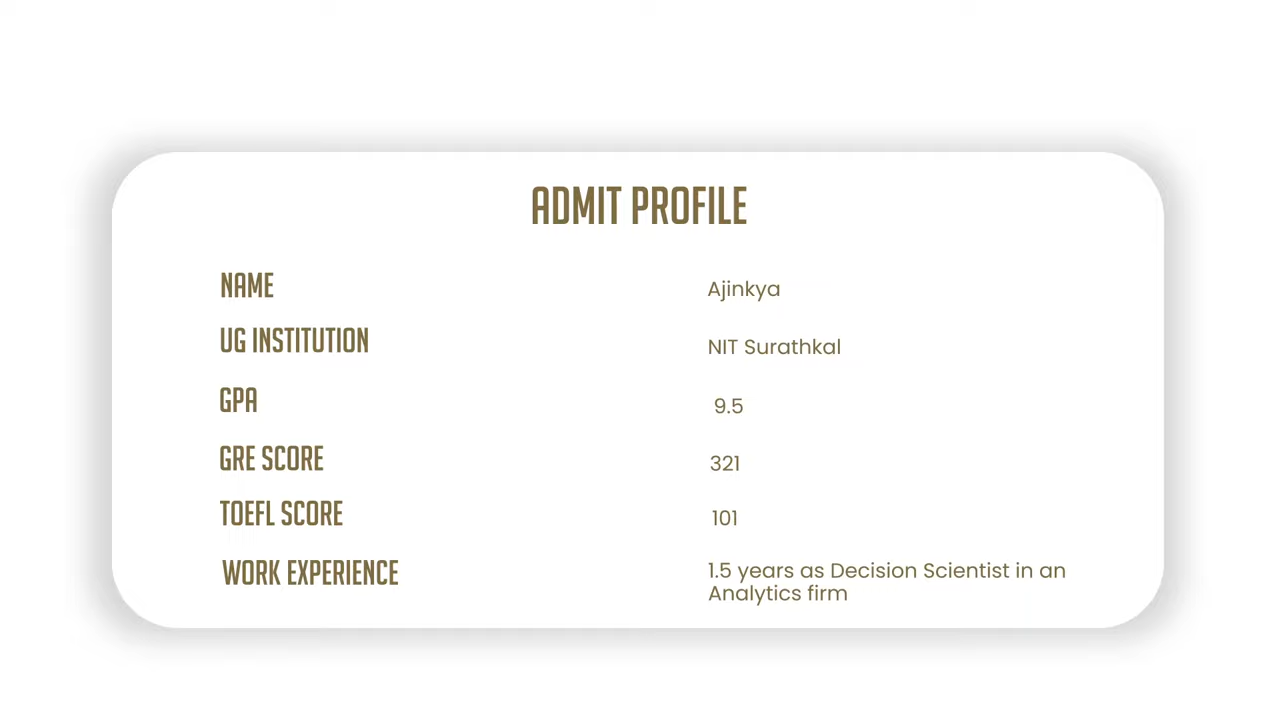 ADMIT PROFILE
NAME Ajinkya
UG INSTITUTION NIT Surathkal
GPA 9.5
GRE SCORE 321
TOEFL SCORE 101
WORK EXPERIENCE 1.5 years as Decision Scientist in an
Analytics firm